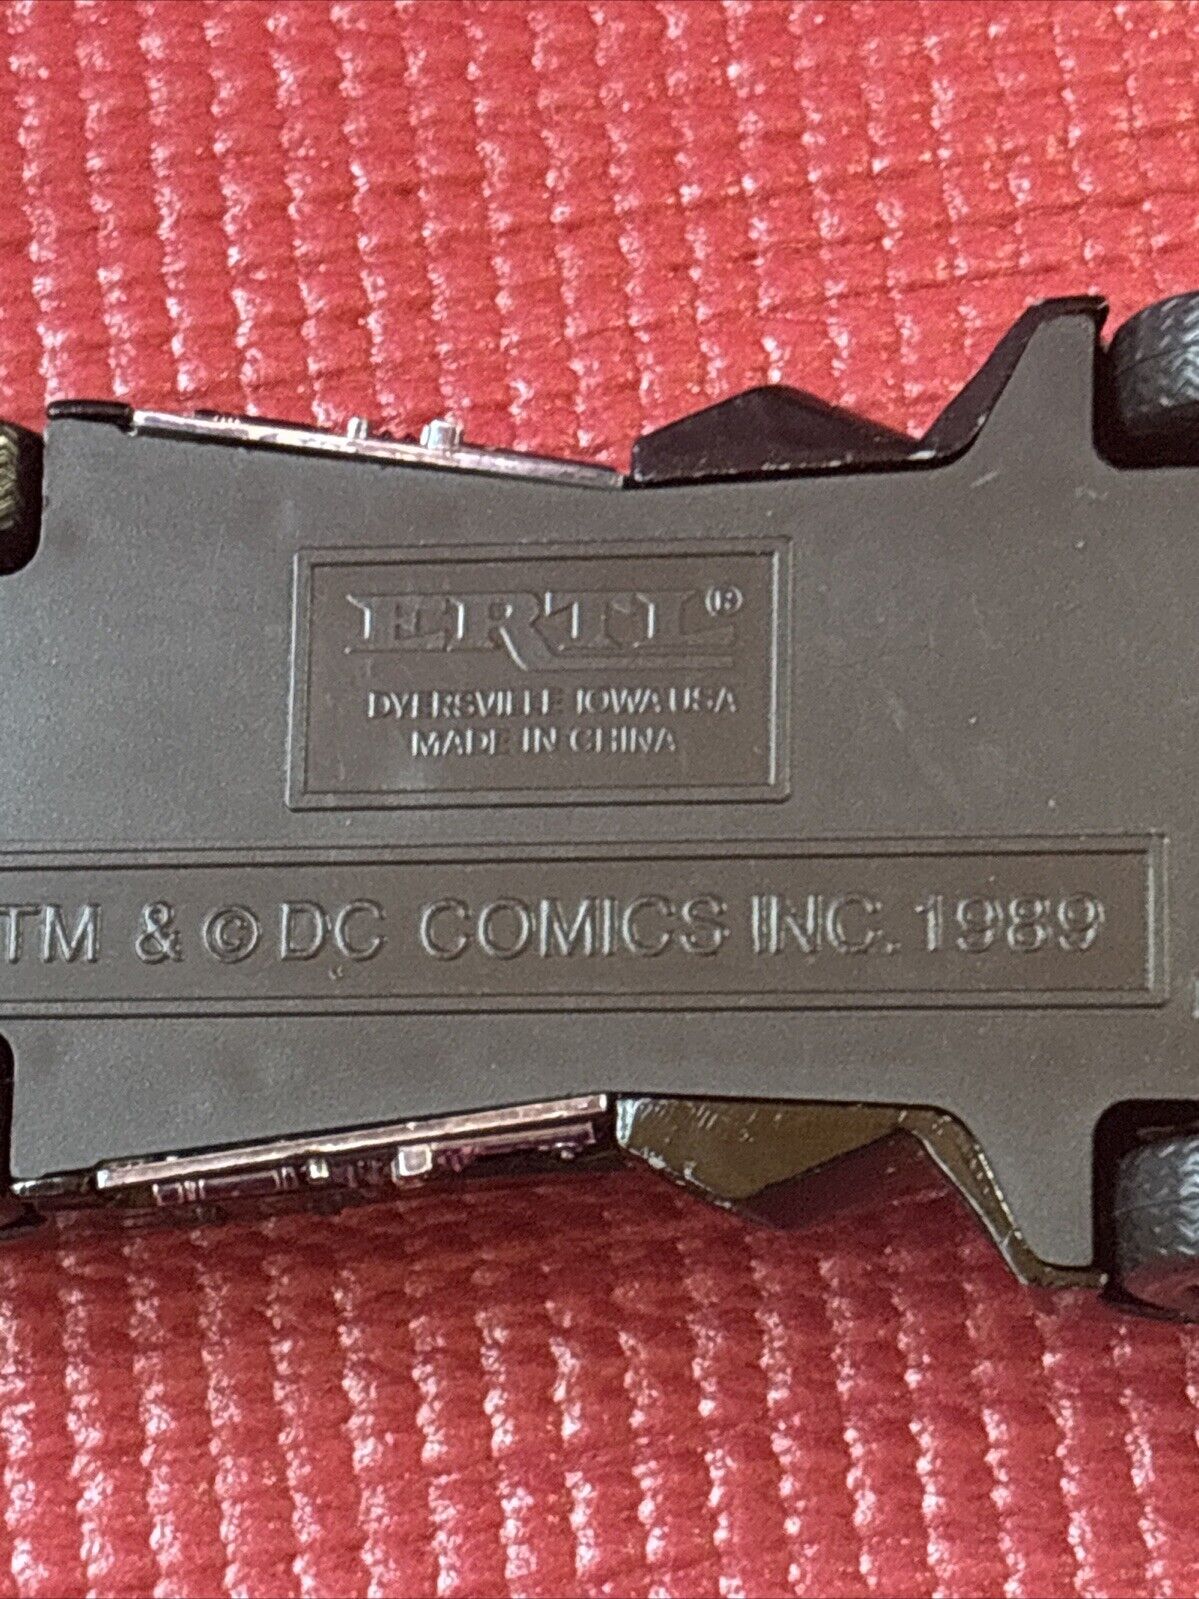 ERTL®
DYERSVILLE IOWA USA
MADE IN CHINA
TM & © DC COMICS INC. 1989